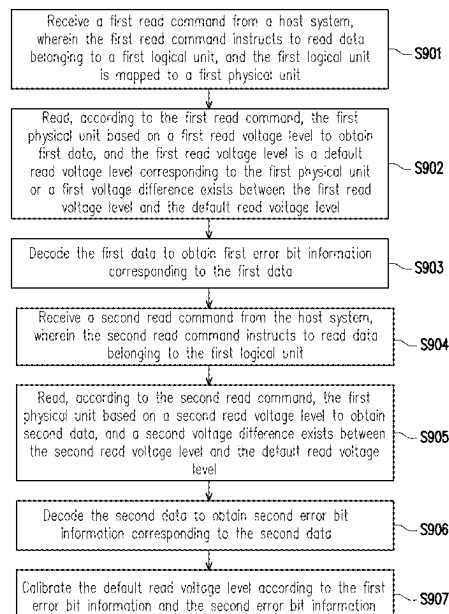 Receive a first read command from a host system,
wherein the first read command instructs to read data
belonging to a first logical unit, and the first logical unit
is mapped to a first physical unit
S901
Read, according to the first read command, the first
physical unit based on a first read voltage level to obtain
first data, and the first read voltage level is a default
read voltage level corresponding to the first physical unit
or a first voltage difference exists between the first read
voltage level and the default read voltage level
S902
Decode the first data to obtain first error bit information
corresponding to the first data
S903
Receive a second read command from the host system,
wherein the second read command instructs to read data
belonging to the first logical unit
S904
Read, according to the second read command, the first
physical unit based on a second read voltage level to obtain
second data, and a second voltage difference exists between
the second read voltage level and the default read voltage
level
S905
Decode the second data to obtain second error bit
information corresponding to the second data
S906
Calibrate the default read voltage level according to the first
error bit information and the second error bit information
S907